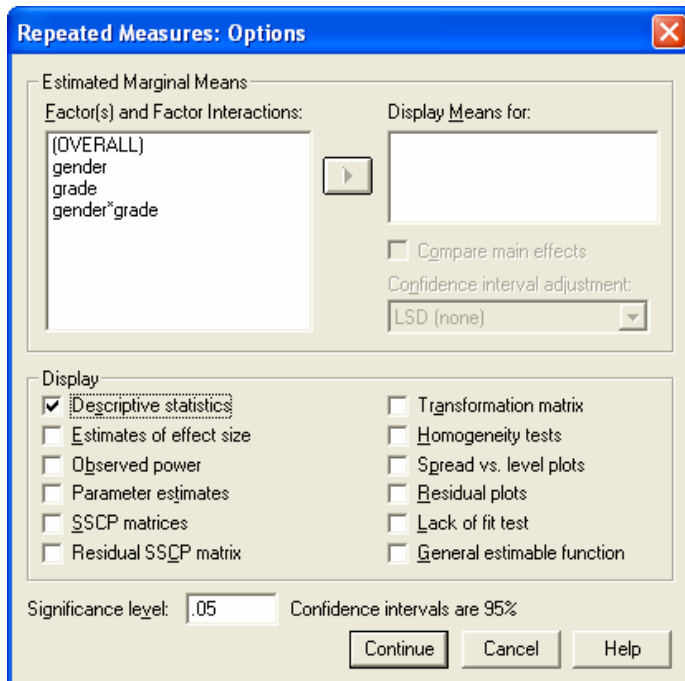 Repeated Measures: Options
Estimated Marginal Means
Factor(s) and Factor Interactions:
(OVERALL)
gender
grade
gender*grade
Display Means for:
Compare main effects
Confidence interval adjustment:
LSD (none)
Display
Descriptive statistics
Estimates of effect size
Observed power
Parameter estimates
SSCP matrices
Residual SSCP matrix
Transformation matrix
Homogeneity tests
Spread vs. level plots
Residual plots
Lack of fit test
General estimable function
Significance level: .05 Confidence intervals are 95%
Continue Cancel Help